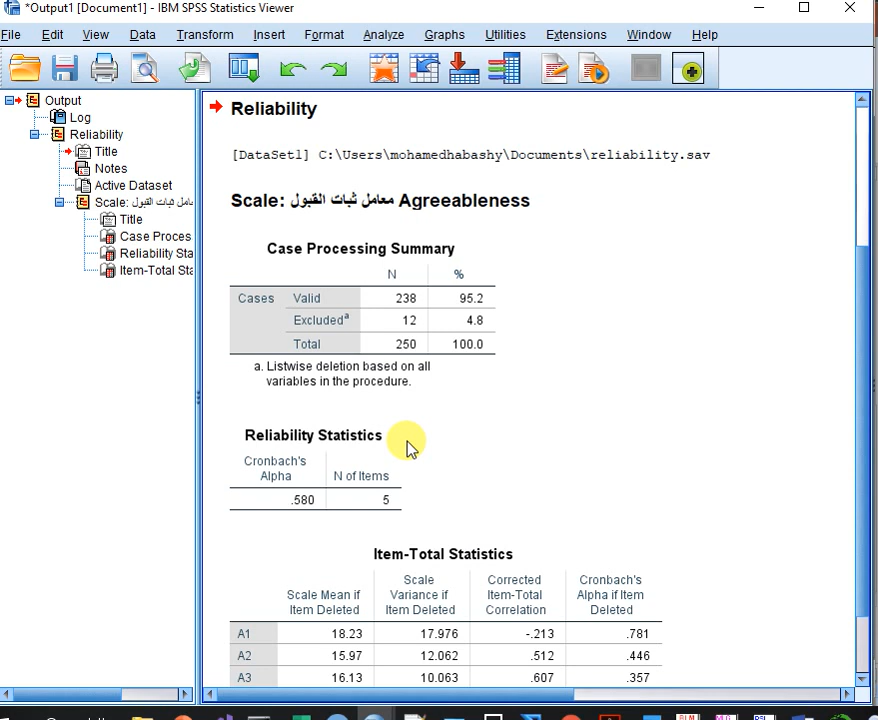 *Output1 [Document1] - IBM SPSS Statistics Viewer
File Edit View Data Transform Insert Format Analyze Graphs Utilities Extensions Window Help
Output
Log
Reliability
Title
Notes
Active Dataset
Scale: معامل ثبات القبول
Title
Case Proces
Reliability Sta
Item-Total Sta
Reliability
[DataSet1] C:\Users\mohamedhabashy\Documents\reliability.sav
Scale: معامل ثبات القبول Agreeableness
Case Processing Summary
N %
Cases Valid 238 95.2
Excludedᵃ 12 4.8
Total 250 100.0
a. Listwise deletion based on all
variables in the procedure.
Reliability Statistics
Cronbach's
Alpha N of Items
.580 5
Item-Total Statistics
Scale Mean if Item Deleted Scale Variance if Item Deleted Corrected Item-Total Correlation Cronbach's Alpha if Item Deleted
A1 18.23 17.976 -.213 .781
A2 15.97 12.062 .512 .446
A3 16.13 10.063 .607 .357